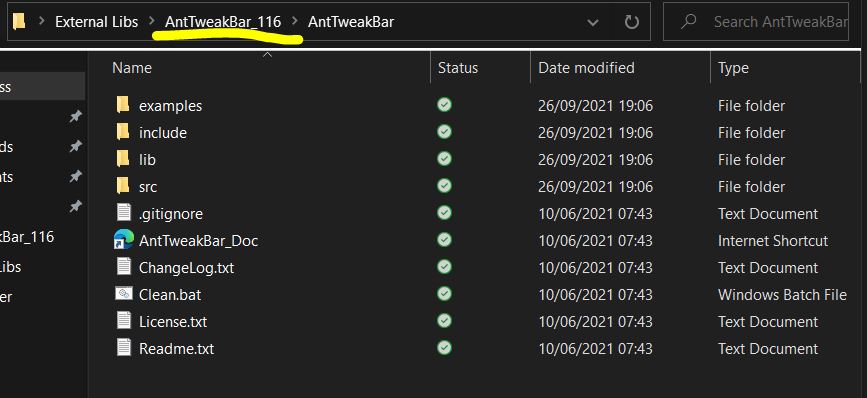 External Libs > AntTweakBar_116 > AntTweakBar Search AntTweakBar
Name Status Date modified Type
ss
examples 26/09/2021 19:06 File folder
include 26/09/2021 19:06 File folder
ds lib 26/09/2021 19:06 File folder
nts src 26/09/2021 19:06 File folder
.gitignore 10/06/2021 07:43 Text Document
Bar_116 AntTweakBar_Doc 10/06/2021 07:43 Internet Shortcut
Libs ChangeLog.txt 10/06/2021 07:43 Text Document
er Clean.bat 10/06/2021 07:43 Windows Batch File
License.txt 10/06/2021 07:43 Text Document
Readme.txt 10/06/2021 07:43 Text Document